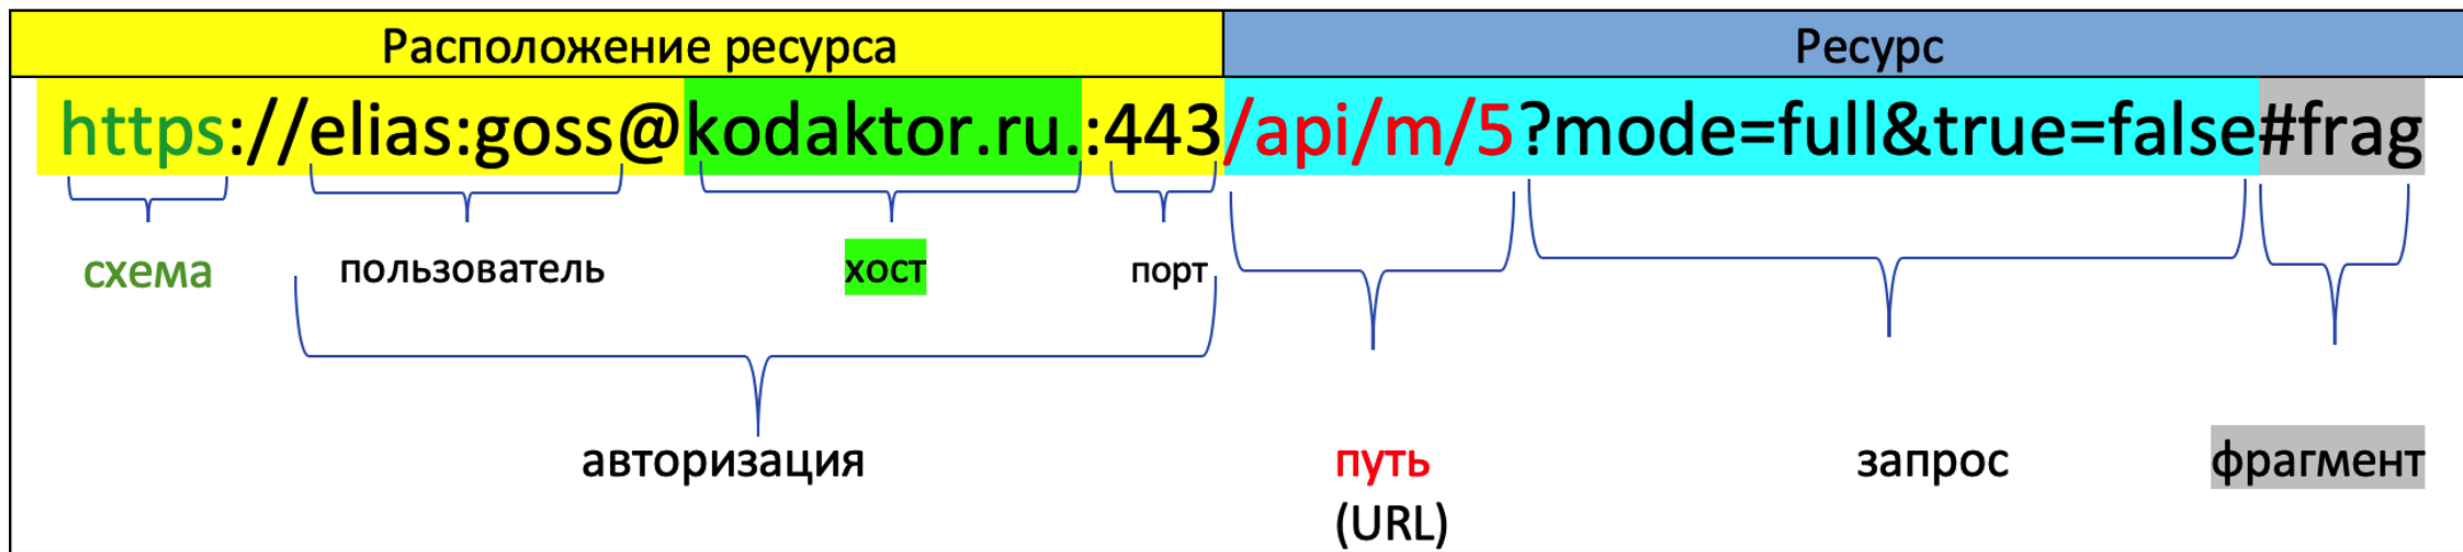 Расположение ресурса Ресурс
https://elias:goss@kodaktor.ru.:443/api/m/5?mode=full&true=false#frag
схема пользователь хост порт
авторизация путь запрос фрагмент
(URL)